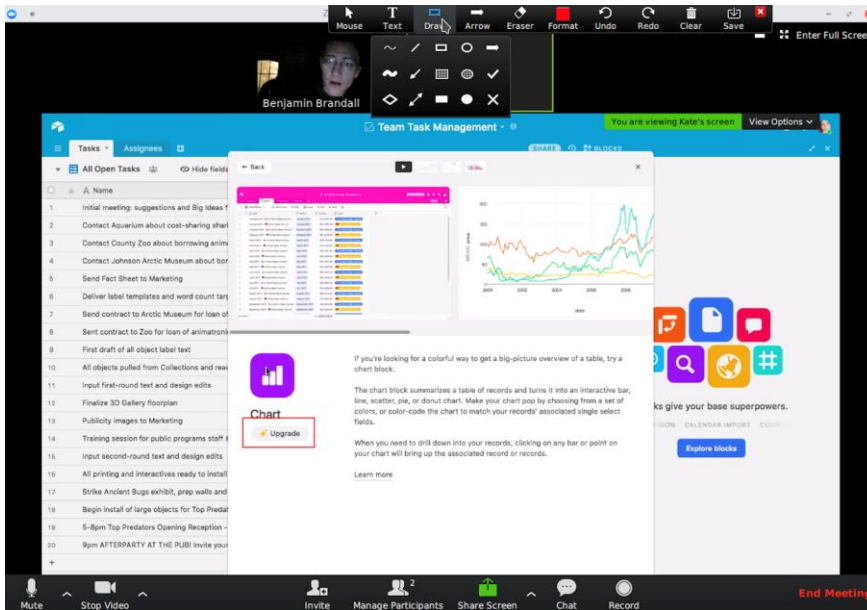 Mouse
Text
Draw
Arrow
Eraser
Format
Undo
Redo
Clear
Save
Enter Full Scree
Benjamin Brandall
You are viewing Kate's screen
View Options
Team Task Management
Tasks
Assignees
SHARE
BLOCKS
All Open Tasks
Hide fields
Back
A Name
1 Initial meeting: suggestions and Big Ideas f
2 Contact Aquarium about cost-sharing shar
3 Contact County Zoo about borrowing anim
4 Contact Johnson Arctic Museum about bor
5 Send Fact Sheet to Marketing
6 Deliver label templates and word count targ
7 Send contract to Arctic Museum for loan of
8 Sent contract to Zoo for loan of animatroni
9 First draft of all object label text
10 All objects pulled from Collections and reac
11 Input first-round text and design edits
12 Finalize 3D Gallery floorplan
13 Publicity images to Marketing
14 Training session for public programs staff &
15 Input second-round text and design edits
16 All printing and interactives ready to install
17 Strike Ancient Bugs exhibit, prep walls and
18 Begin install of large objects for Top Predat
19 5-8pm Top Predators Opening Reception -
20 9pm AFTERPARTY AT THE PUB! Invite your
2000
2002
2004
2006
2008
date
Chart
Upgrade
If you're looking for a colorful way to get a big-picture overview of a table, try a
chart block.
The chart block summarizes a table of records and turns it into an interactive bar,
line, scatter, pie, or donut chart. Make your chart pop by choosing from a set of
colors, or color-code the chart to match your records' associated single select
fields.
When you need to drill down into your records, clicking on any bar or point on
your chart will bring up the associated record or records.
Learn more
ks give your base superpowers.
CALENDAR IMPORT
Explore blocks
Mute
Stop Video
Invite
2
Manage Participants
Share Screen
Chat
Record
End Meeting